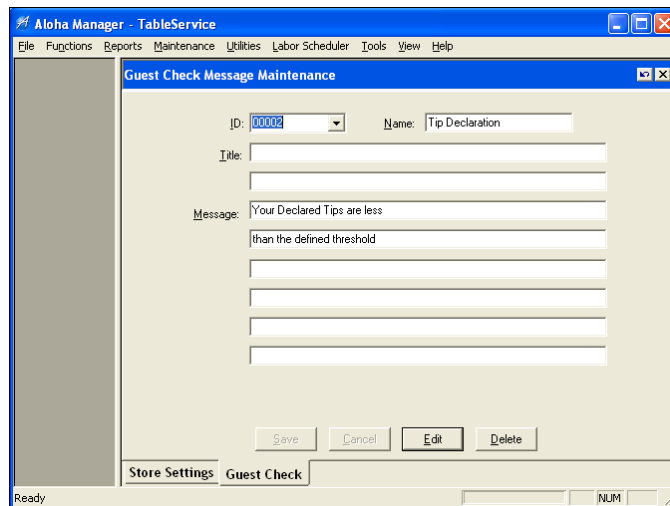 Aloha Manager - TableService
File Functions Reports Maintenance Utilities Labor Scheduler Tools View Help
Guest Check Message Maintenance
ID: 00002 Name: Tip Declaration
Title:
Message: Your Declared Tips are less
than the defined threshold
Save Cancel Edit Delete
Store Settings Guest Check
Ready NUM